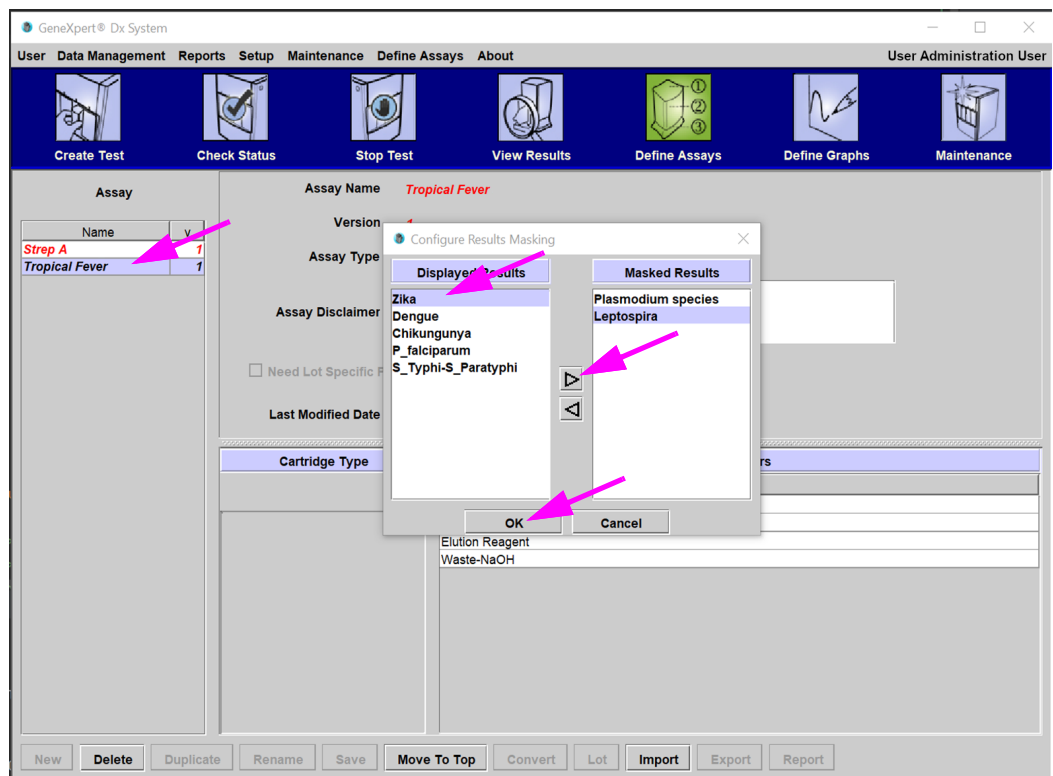 GeneXpert® Dx System
User Data Management Reports Setup Maintenance Define Assays About User Administration User
Create Test Check Status Stop Test View Results Define Assays Define Graphs Maintenance
Assay
Name v
Strep A 1
Tropical Fever 1
Assay Name Tropical Fever
Version
Assay Type
Assay Disclaimer
Need Lot Specific
Last Modified Date
Configure Results Masking
Displayed Results Masked Results
Zika
Dengue
Chikungunya
P_falciparum
S_Typhi-S_Paratyphi
Plasmodium species
Leptospira
OK Cancel
Cartridge Type rs
Elution Reagent
Waste-NaOH
New Delete Duplicate Rename Save Move To Top Convert Lot Import Export Report